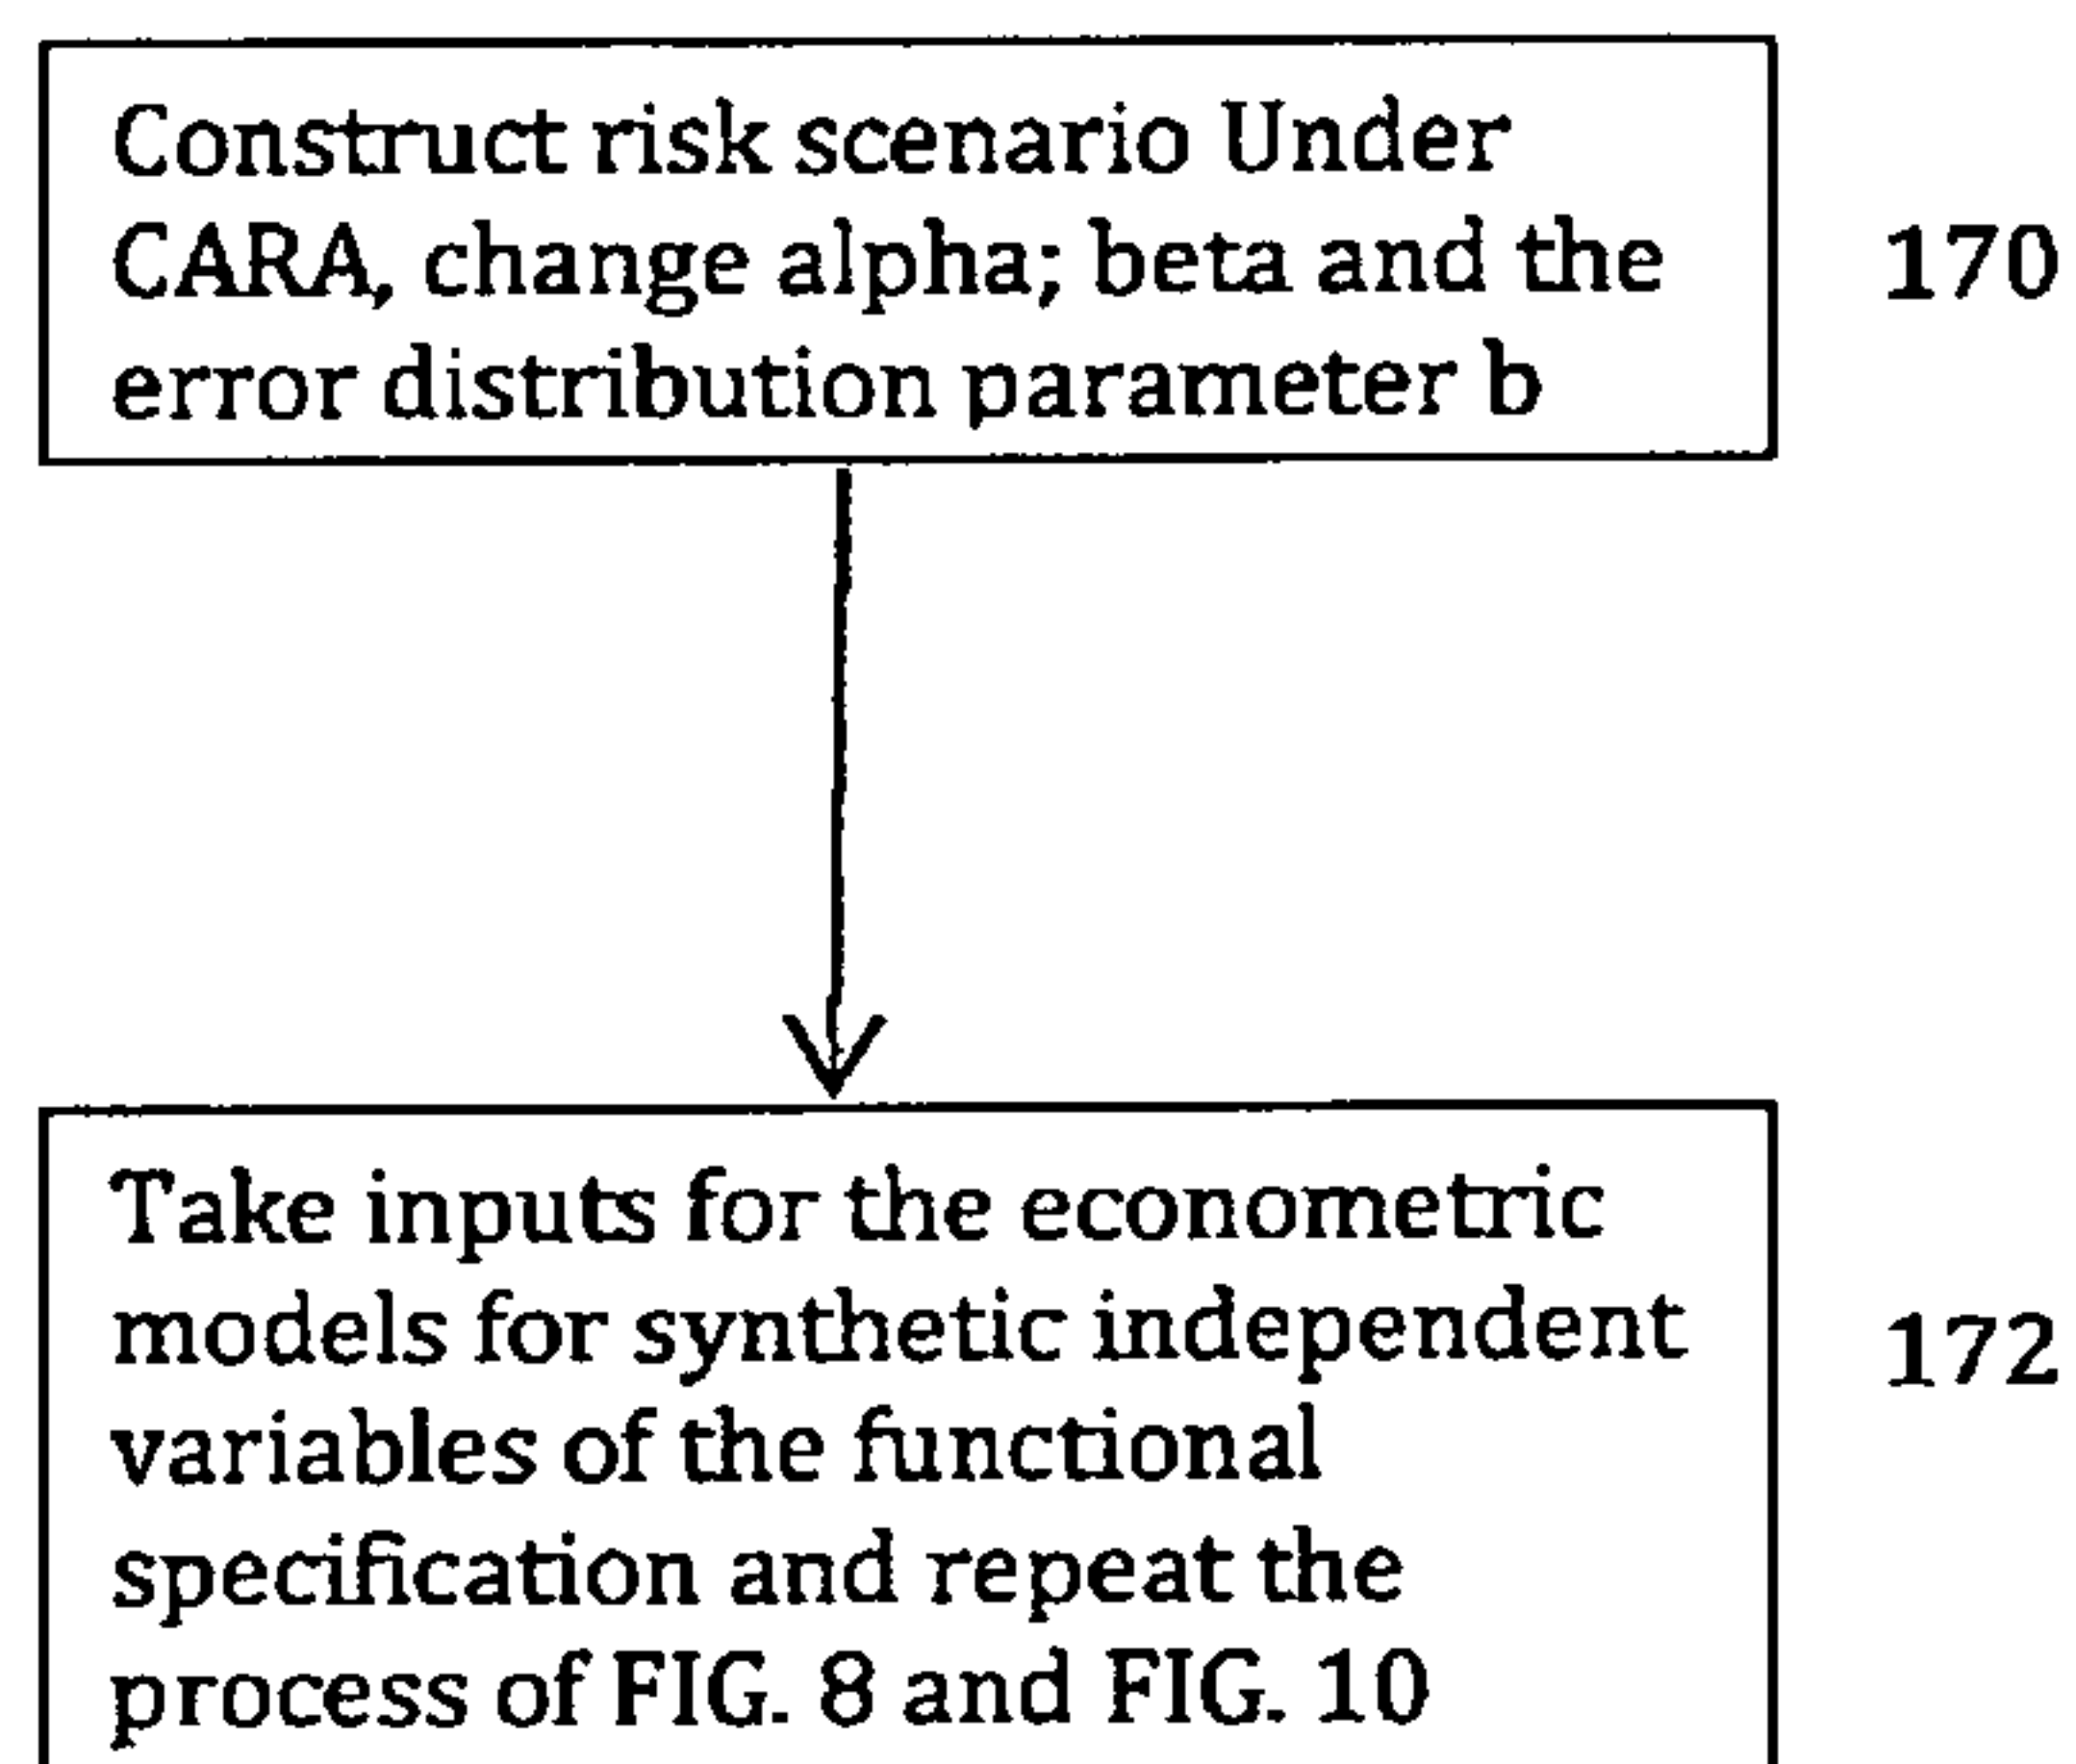 Construct risk scenario Under
CARA, change alpha; beta and the
error distribution parameter b
170
Take inputs for the econometric
models for synthetic independent
variables of the functional
specification and repeat the
process of FIG. 8 and FIG. 10
172